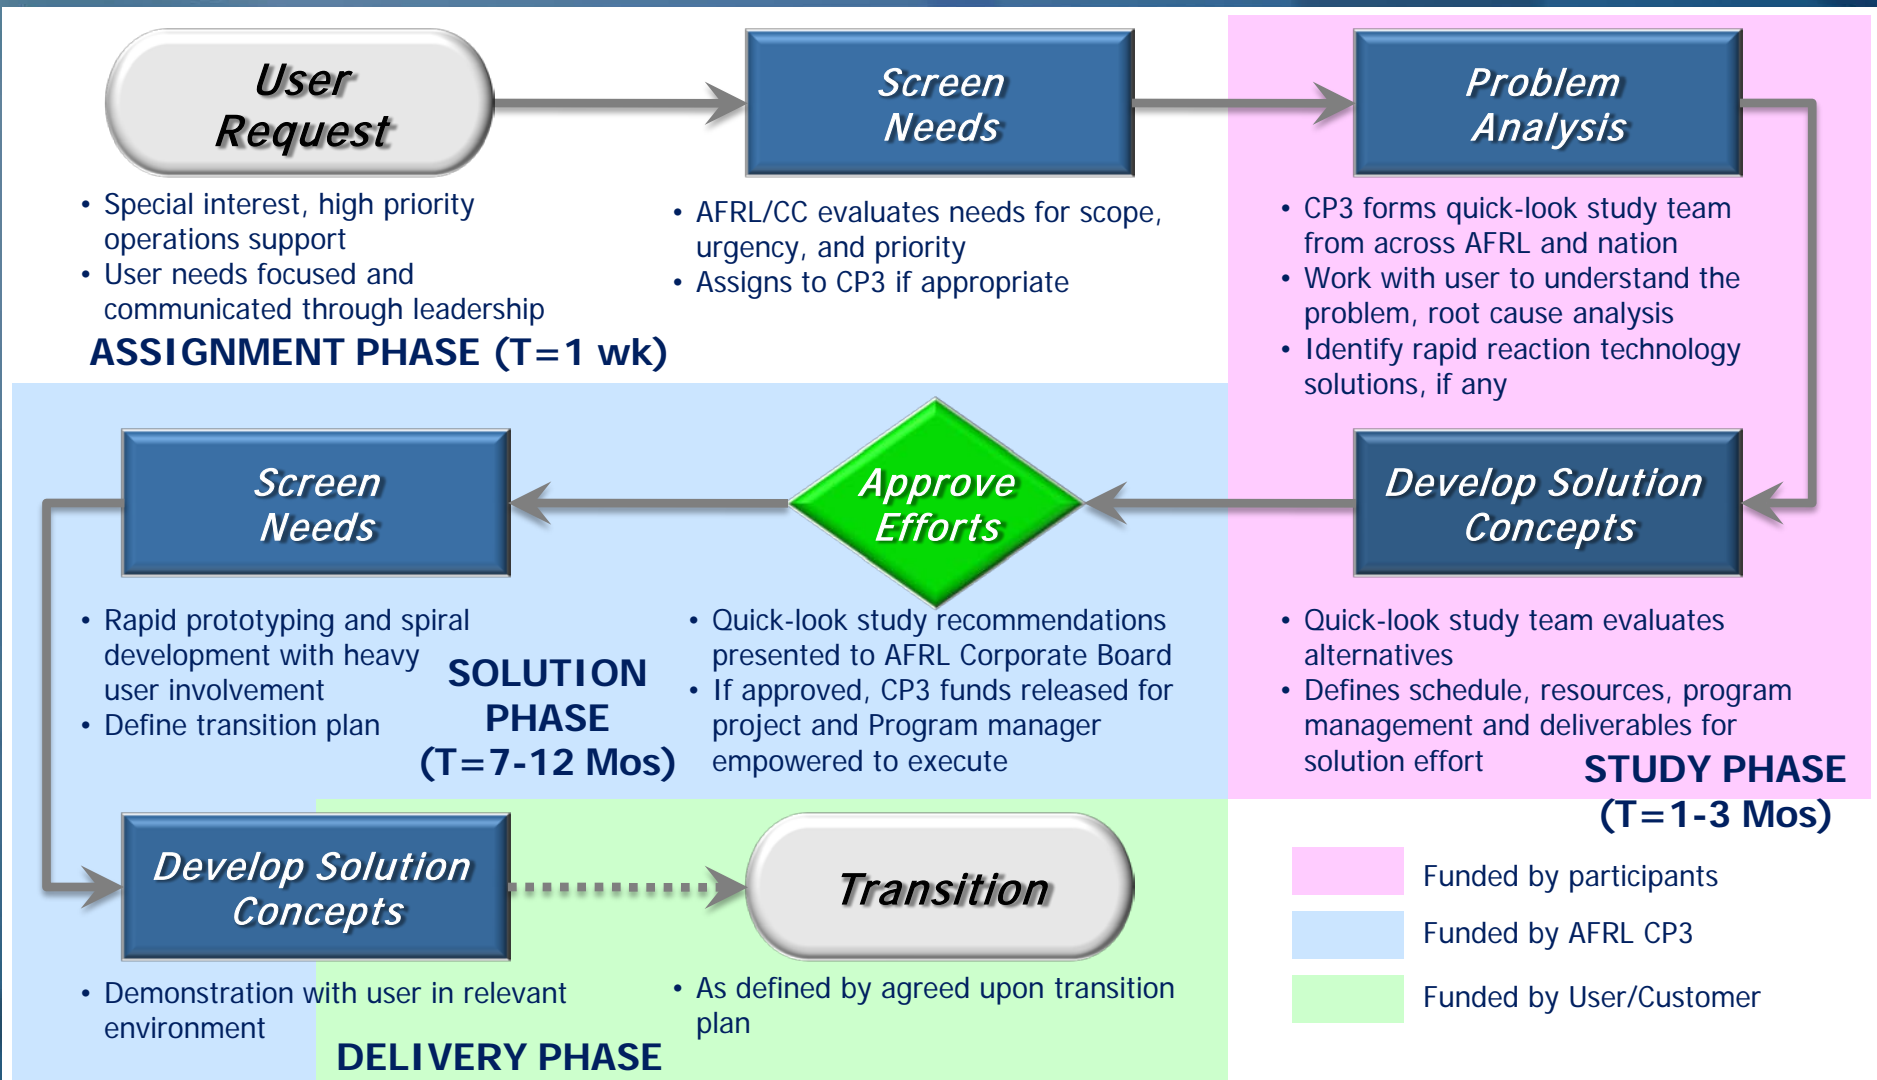 User
Request
• Special interest, high priority
operations support
• User needs focused and
communicated through leadership
ASSIGNMENT PHASE (T=1 wk)
Screen
Needs
• AFRL/CC evaluates needs for scope,
urgency, and priority
• Assigns to CP3 if appropriate
Problem
Analysis
• CP3 forms quick-look study team
from across AFRL and nation
• Work with user to understand the
problem, root cause analysis
• Identify rapid reaction technology
solutions, if any
Develop Solution
Concepts
• Quick-look study team evaluates
alternatives
• Defines schedule, resources, program
management and deliverables for
solution effort
STUDY PHASE
(T=1-3 Mos)
Approve
Efforts
• Quick-look study recommendations
presented to AFRL Corporate Board
• If approved, CP3 funds released for
project and Program manager
empowered to execute
Screen
Needs
• Rapid prototyping and spiral
development with heavy
user involvement
• Define transition plan
SOLUTION
PHASE
(T=7-12 Mos)
Develop Solution
Concepts
• Demonstration with user in relevant
environment
Transition
• As defined by agreed upon transition
plan
DELIVERY PHASE
Funded by participants
Funded by AFRL CP3
Funded by User/Customer